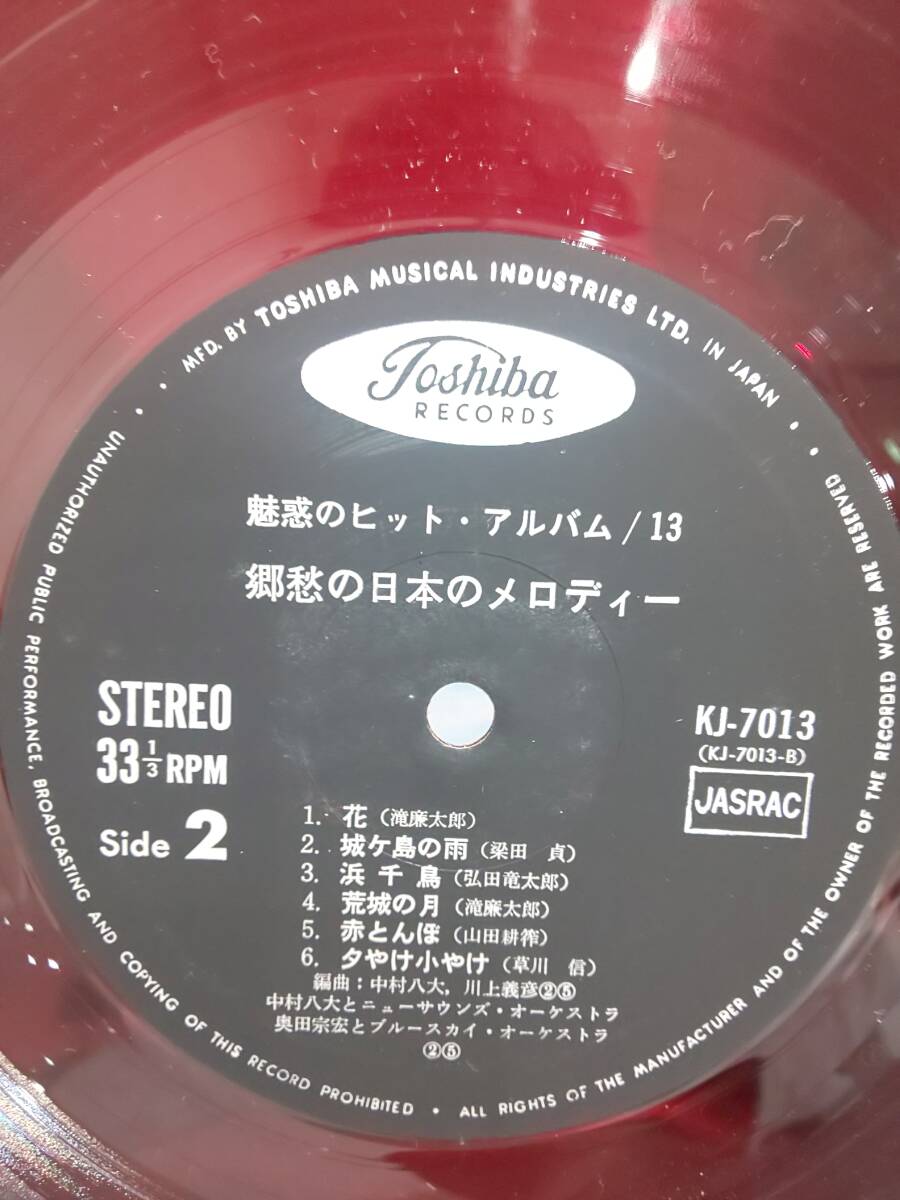 MFD. BY TOSHIBA MUSICAL INDUSTRIES LTD. IN JAPAN
Toshiba
RECORDS
魅惑のヒット・アルバム/13
郷愁の日本のメロディー
STEREO
33 1/3 RPM
Side 2
KJ-7013
(KJ-7013-B)
JASRAC
1. 花(滝廉太郎)
2. 城ケ島の雨(梁田 貞)
3. 浜千鳥(弘田竜太郎)
4. 荒城の月(滝廉太郎)
5. 赤とんぼ(山田耕筰)
6. 夕やけ小やけ(草川 信)
編曲:中村八大,川上義彦②⑤
中村八大とニューサウンズ・オーケストラ
奥田宗宏とブルースカイ・オーケストラ
②⑤
UNAUTHORIZED PUBLIC PERFORMANCE, BROADCASTING AND COPYING OF THIS RECORD PROHIBITED • ALL RIGHTS OF THE MANUFACTURER AND OF THE OWNER OF THE RECORDED WORK ARE RESERVED